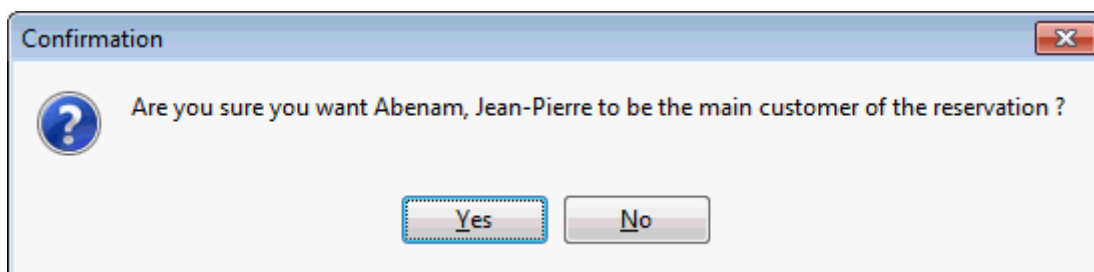 Confirmation
Are you sure you want Abenam, Jean-Pierre to be the main customer of the reservation ?
Yes
No